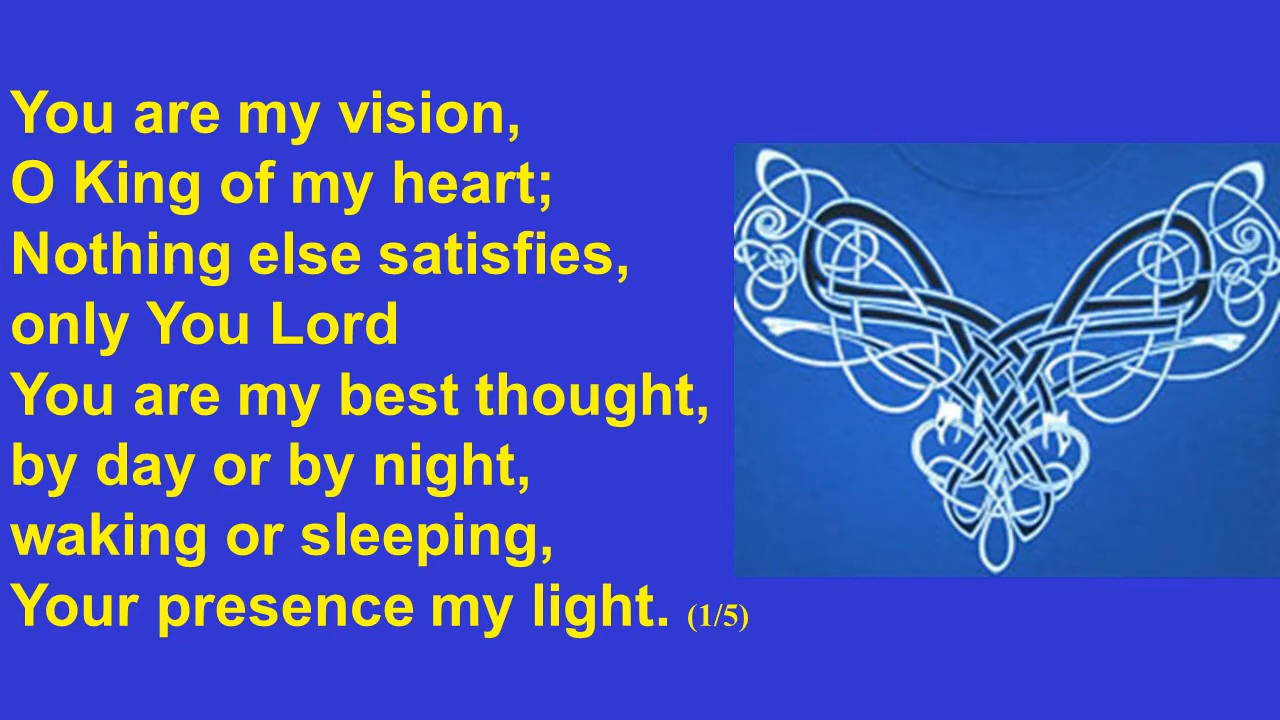 You are my vision,
O King of my heart;
Nothing else satisfies,
only You Lord
You are my best thought,
by day or by night,
waking or sleeping,
Your presence my light. (1/5)